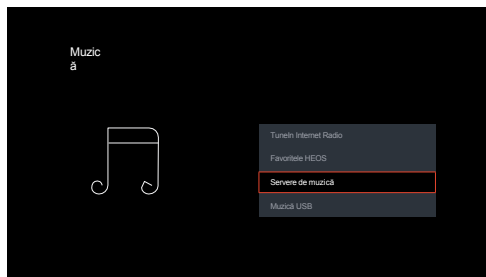 Muzic
ă
TuneIn Internet Radio
Favoritele HEOS
Servere de muzică
Muzică USB